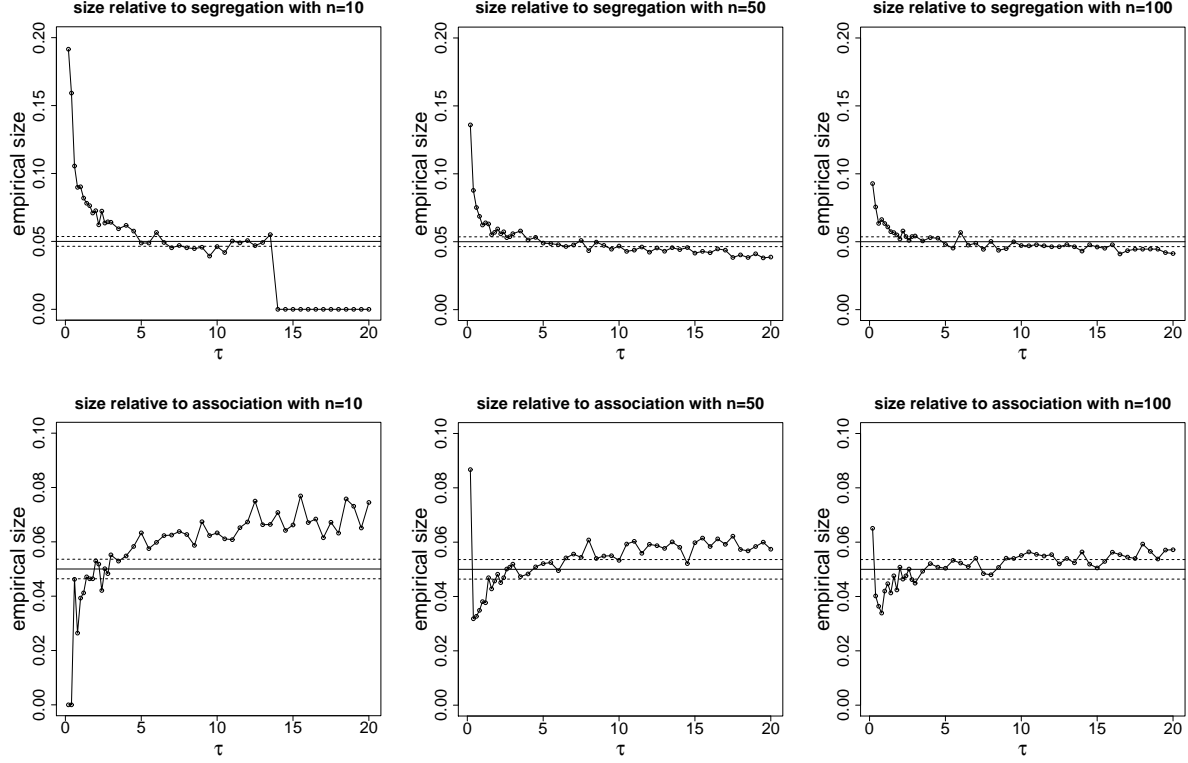 size relative to segregation with n=10
empirical size
0.00 0.05 0.10 0.15 0.20
0 5 10 15 20
τ
size relative to segregation with n=50
empirical size
0.00 0.05 0.10 0.15 0.20
0 5 10 15 20
τ
size relative to segregation with n=100
empirical size
0.00 0.05 0.10 0.15 0.20
0 5 10 15 20
τ
size relative to association with n=10
empirical size
0.00 0.02 0.04 0.06 0.08 0.10
0 5 10 15 20
τ
size relative to association with n=50
empirical size
0.00 0.02 0.04 0.06 0.08 0.10
0 5 10 15 20
τ
size relative to association with n=100
empirical size
0.00 0.02 0.04 0.06 0.08 0.10
0 5 10 15 20
τ